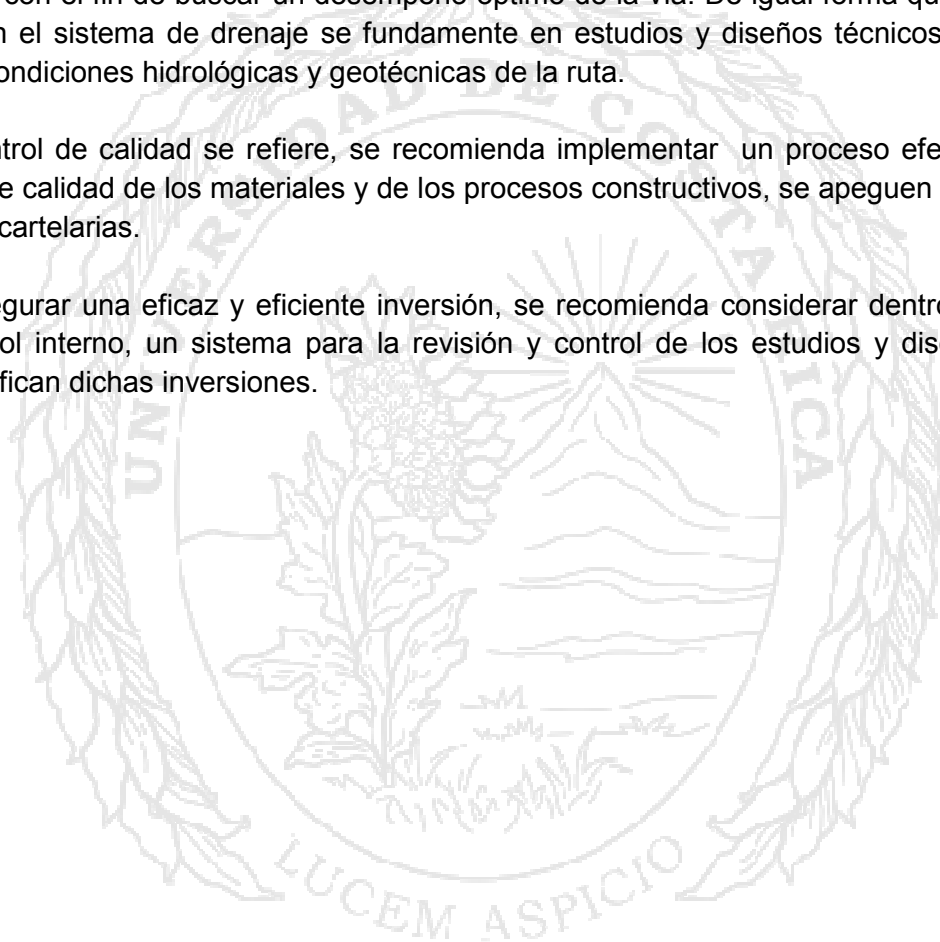 con el fin de buscar un desempeño óptimo de la vía. De igual forma qu
n el sistema de drenaje se fundamente en estudios y diseños técnicos
ondiciones hidrológicas y geotécnicas de la ruta.
ntrol de calidad se refiere, se recomienda implementar un proceso efe
e calidad de los materiales y de los procesos constructivos, se apeguen
cartelarias.
egurar una eficaz y eficiente inversión, se recomienda considerar dentr
ol interno, un sistema para la revisión y control de los estudios y dis
fican dichas inversiones.
UNIVERSIDAD DE COSTA RICA
LUCEM ASPICIO